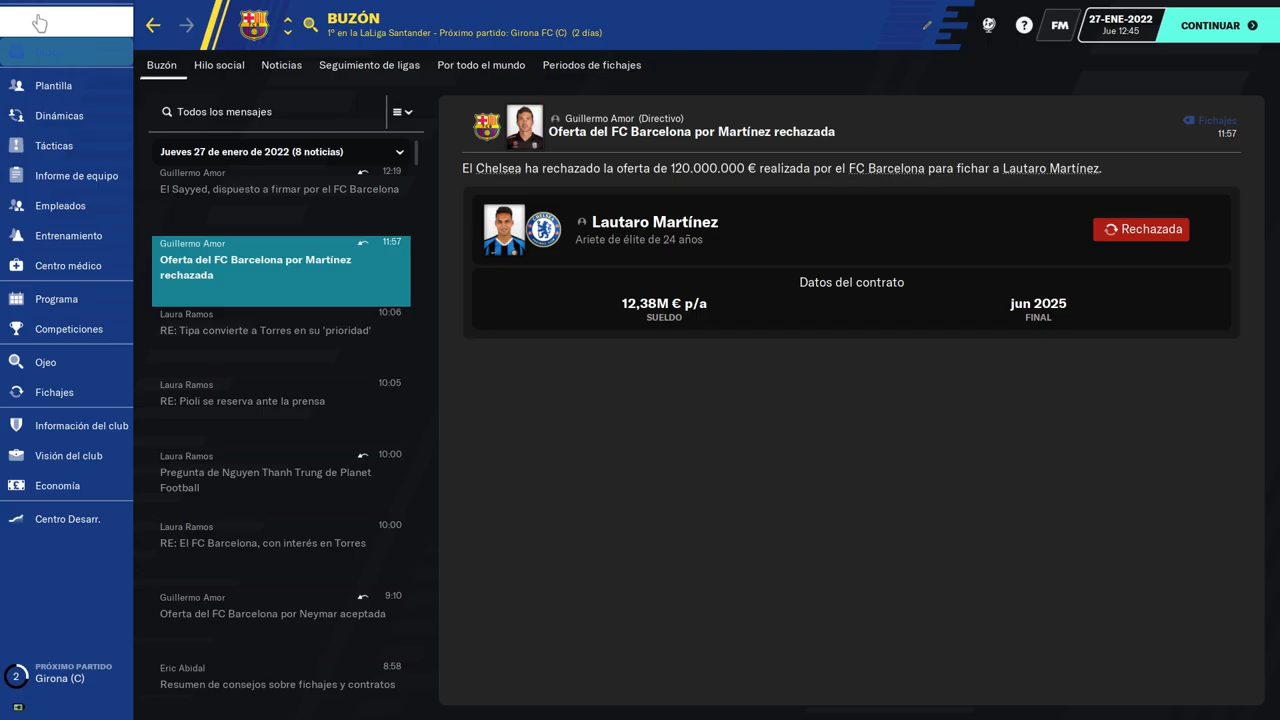 BUZÓN
1º en la LaLiga Santander - Próximo partido: Girona FC (C) (2 días)
?
FM
27-ENE-2022
Jue 12:45
CONTINUAR
Buzón Hilo social Noticias Seguimiento de ligas Por todo el mundo Periodos de fichajes
Plantilla
Dinámicas
Tácticas
Informe de equipo
Empleados
Entrenamiento
Centro médico
Programa
Competiciones
Ojeo
Fichajes
Información del club
Visión del club
Economía
Centro Desarr.
2
PRÓXIMO PARTIDO
Girona (C)
Todos los mensajes
Jueves 27 de enero de 2022 (8 noticias)
Guillermo Amor 12:19
El Sayyed, dispuesto a firmar por el FC Barcelona
Guillermo Amor 11:57
Oferta del FC Barcelona por Martínez
rechazada
Laura Ramos 10:06
RE: Tipa convierte a Torres en su 'prioridad'
Laura Ramos 10:05
RE: Pioli se reserva ante la prensa
Laura Ramos 10:00
Pregunta de Nguyen Thanh Trung de Planet
Football
Laura Ramos 10:00
RE: El FC Barcelona, con interés en Torres
Guillermo Amor 9:10
Oferta del FC Barcelona por Neymar aceptada
Eric Abidal 8:58
Resumen de consejos sobre fichajes y contratos
Guillermo Amor (Directivo)
Oferta del FC Barcelona por Martínez rechazada
Fichajes
11:57
El Chelsea ha rechazado la oferta de 120.000.000 € realizada por el FC Barcelona para fichar a Lautaro Martínez.
Lautaro Martínez
Ariete de élite de 24 años
Rechazada
Datos del contrato
12,38M € p/a
SUELDO
jun 2025
FINAL